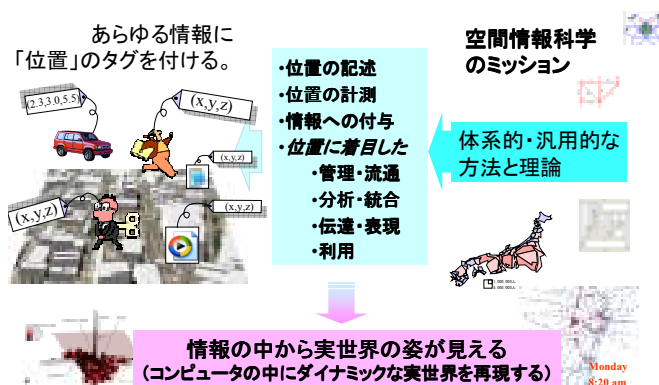 あらゆる情報に
「位置」のタグを付ける。
(2.3,3.0,5.5)
(x,y,z)
(x,y,z)
(x,y,z)
(x,y,z)
・位置の記述
・位置の計測
・情報への付与
・位置に着目した
・管理・流通
・分析・統合
・伝達・表現
・利用
空間情報科学
のミッション
体系的・汎用的な
方法と理論
情報の中から実世界の姿が見える
(コンピュータの中にダイナミックな実世界を再現する)
Monday
8:20 am